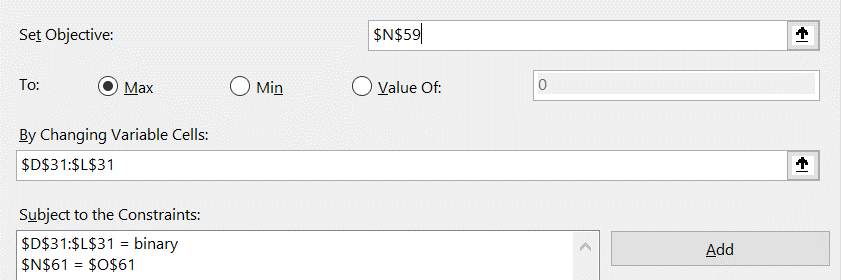 Set Objective: $N$59
To: Max Min Value Of: 0
By Changing Variable Cells:
$D$31:$L$31
Subject to the Constraints:
$D$31:$L$31 = binary
$N$61 = $O$61
Add